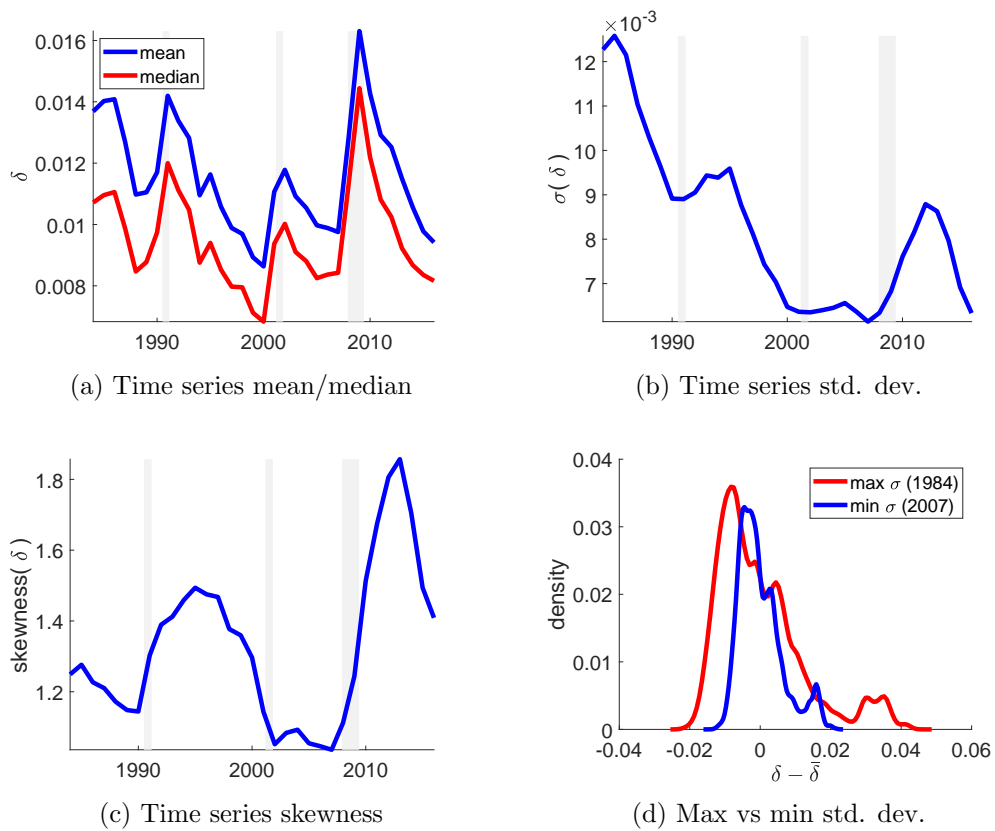 0.016
0.014
0.012
0.01
0.008
δ
mean
median
1990
2000
2010
(a) Time series mean/median
×10⁻³
12
11
10
9
8
7
σ( δ )
1990
2000
2010
(b) Time series std. dev.
1.8
1.6
1.4
1.2
skewness( δ )
1990
2000
2010
(c) Time series skewness
0.04
0.03
0.02
0.01
0
density
max σ (1984)
min σ (2007)
-0.04
-0.02
0
0.02
0.04
0.06
δ − δ̄
(d) Max vs min std. dev.